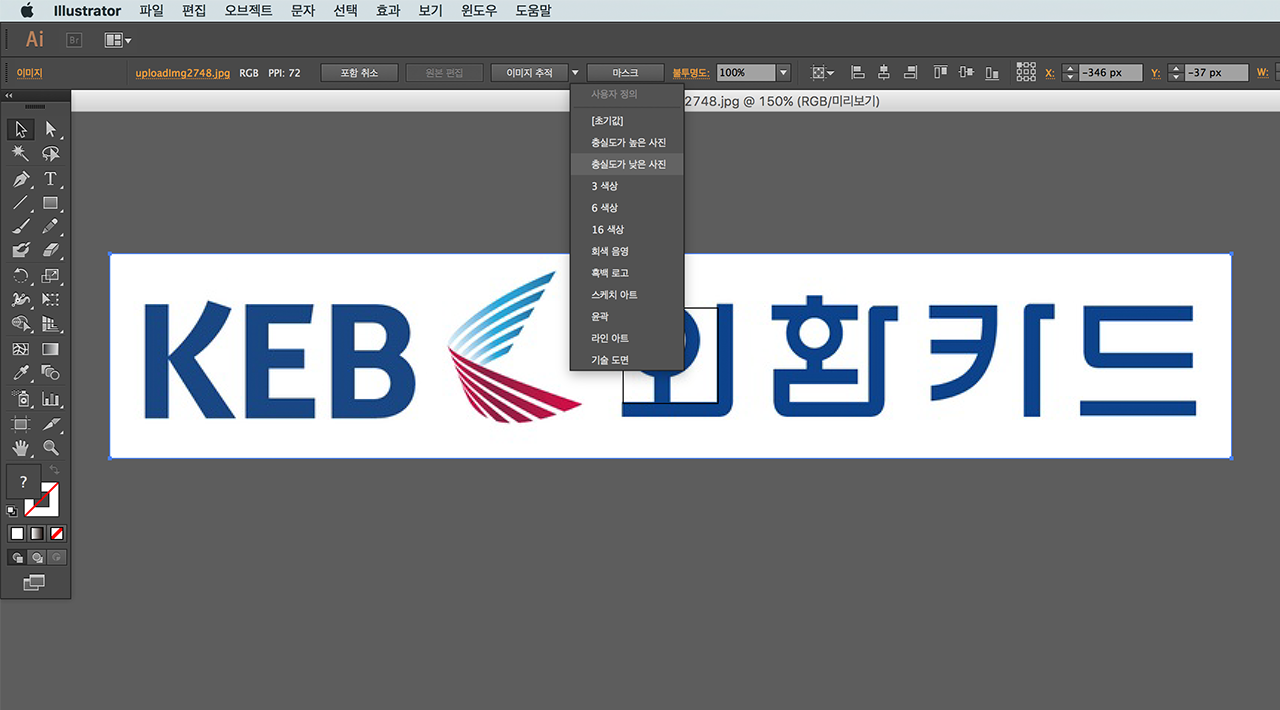 Illustrator 파일 편집 오브젝트 문자 선택 효과 보기 윈도우 도움말
Ai Br
이미지 uploadImg2748.jpg RGB PPI: 72 포함 취소 원본 편집 이미지 추적 마스크 불투명도: 100% X: -346 px Y: -37 px W:
2748.jpg @ 150% (RGB/미리보기)
사용자 정의
[초기값]
충실도가 높은 사진
충실도가 낮은 사진
3 색상
6 색상
16 색상
회색 음영
흑백 로고
스케치 아트
윤곽
라인 아트
기술 도면
T
KEB 외환카드
?